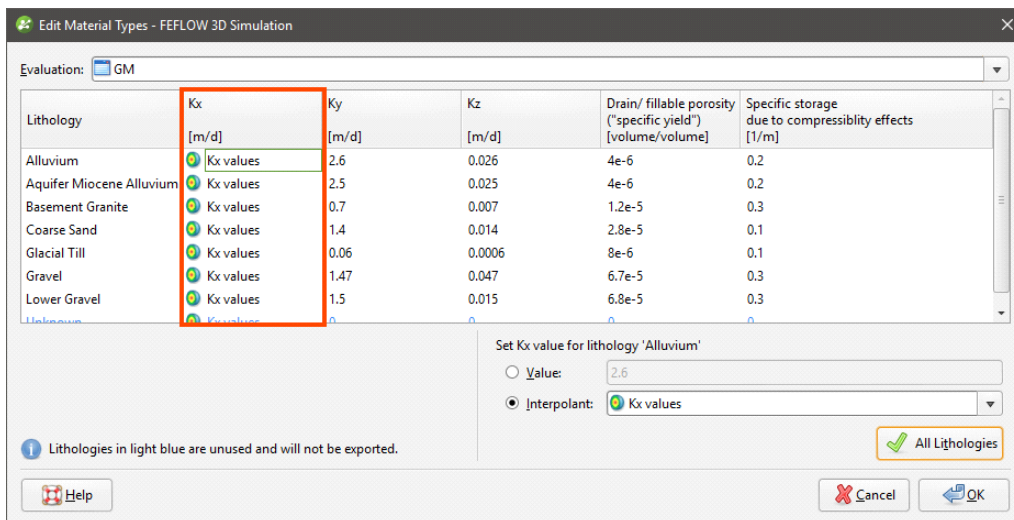 Edit Material Types - FEFLOW 3D Simulation
Evaluation: GM
Lithology Kx [m/d] Ky [m/d] Kz [m/d] Drain/ fillable porosity ("specific yield") [volume/volume] Specific storage due to compressiblity effects [1/m]
Alluvium Kx values 2.6 0.026 4e-6 0.2
Aquifer Miocene Alluvium Kx values 2.5 0.025 4e-6 0.2
Basement Granite Kx values 0.7 0.007 1.2e-5 0.3
Coarse Sand Kx values 1.4 0.014 2.8e-5 0.1
Glacial Till Kx values 0.06 0.0006 8e-6 0.1
Gravel Kx values 1.47 0.047 6.7e-5 0.3
Lower Gravel Kx values 1.5 0.015 6.8e-5 0.3
Unknown Kx values 0 0 0 0
Set Kx value for lithology 'Alluvium'
Value: 2.6
Interpolant: Kx values
All Lithologies
Lithologies in light blue are unused and will not be exported.
Help Cancel OK